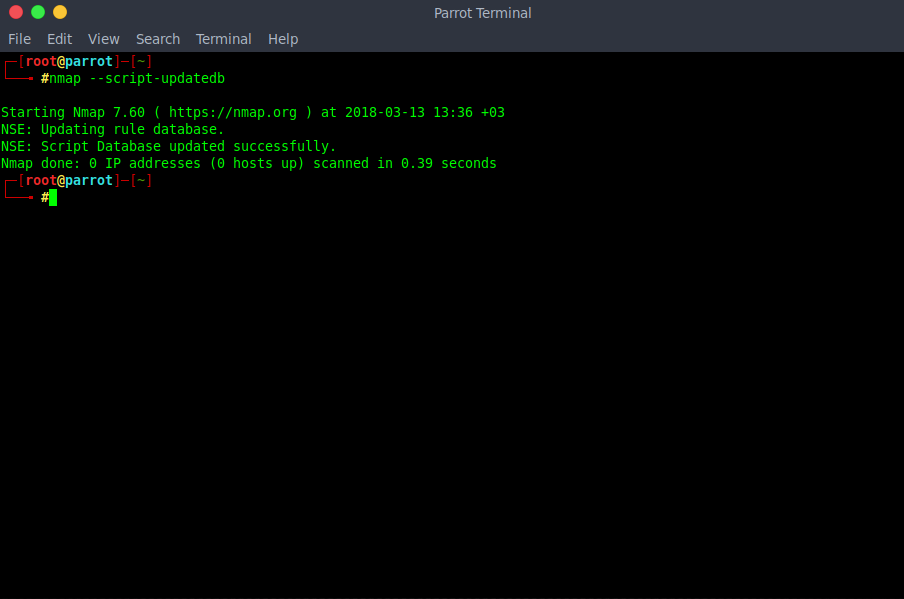 Parrot Terminal
File Edit View Search Terminal Help
┌─[root@parrot]─[~]
└──╼ #nmap --script-updatedb
Starting Nmap 7.60 ( https://nmap.org ) at 2018-03-13 13:36 +03
NSE: Updating rule database.
NSE: Script Database updated successfully.
Nmap done: 0 IP addresses (0 hosts up) scanned in 0.39 seconds
┌─[root@parrot]─[~]
└──╼ #